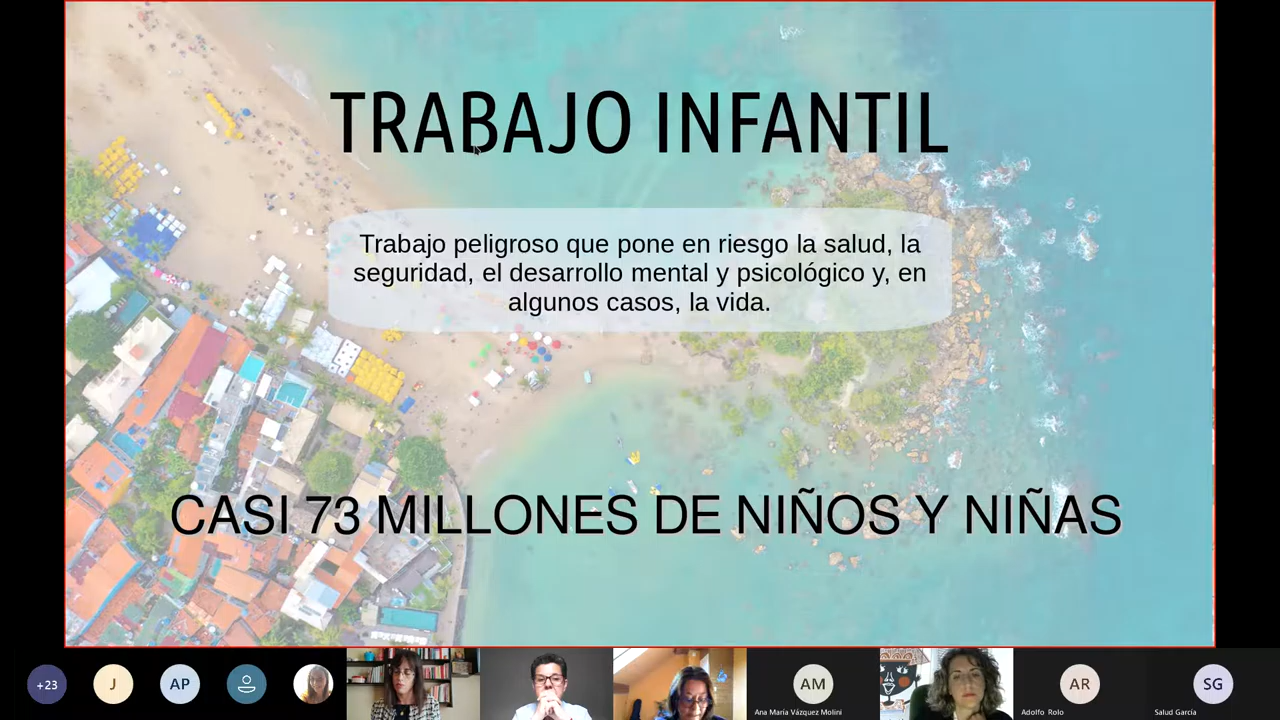 TRABAJO INFANTIL
Trabajo peligroso que pone en riesgo la salud, la
seguridad, el desarrollo mental y psicológico y, en
algunos casos, la vida.
CASI 73 MILLONES DE NIÑOS Y NIÑAS
+23
J
AP
AM
AR
SG
Ana María Vázquez Molini
Adolfo Rolo
Salud García